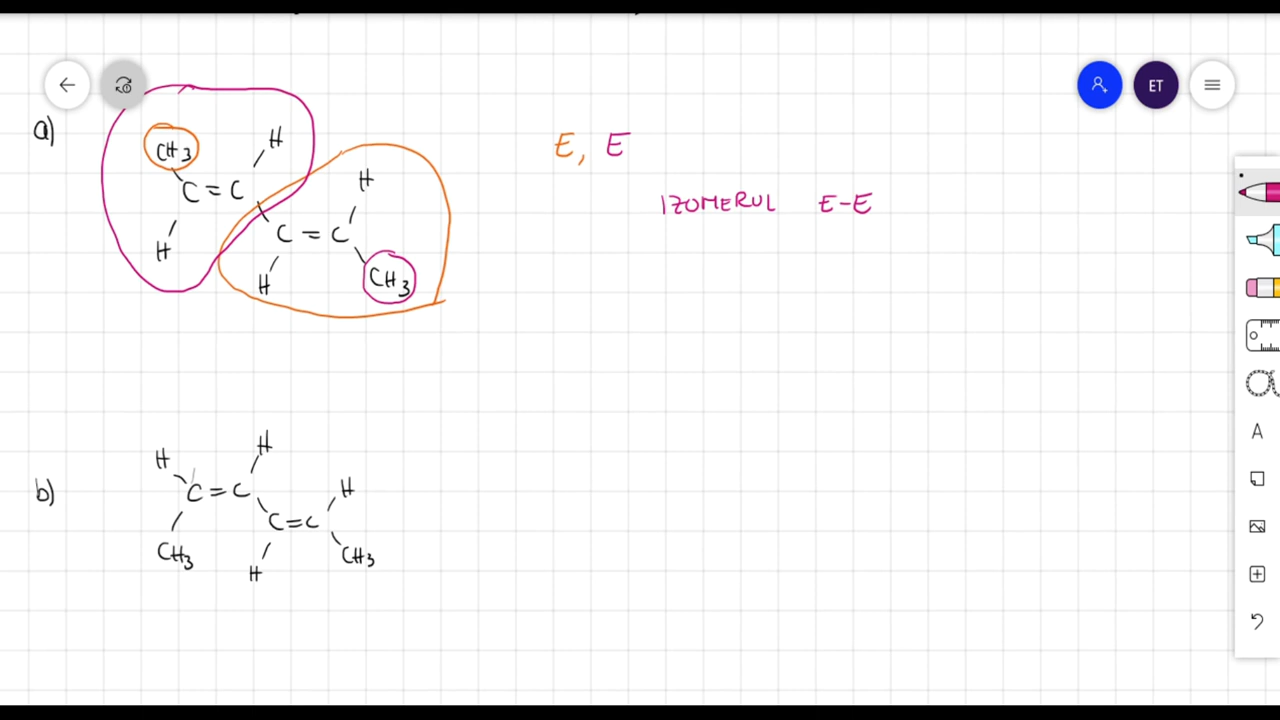 a)
CH3
H
C = C
H
H
C = C
H
CH3
E, E
IZOMERUL E-E
b)
H
H
C = C
H
C = C
CH3
CH3
H
ET
A